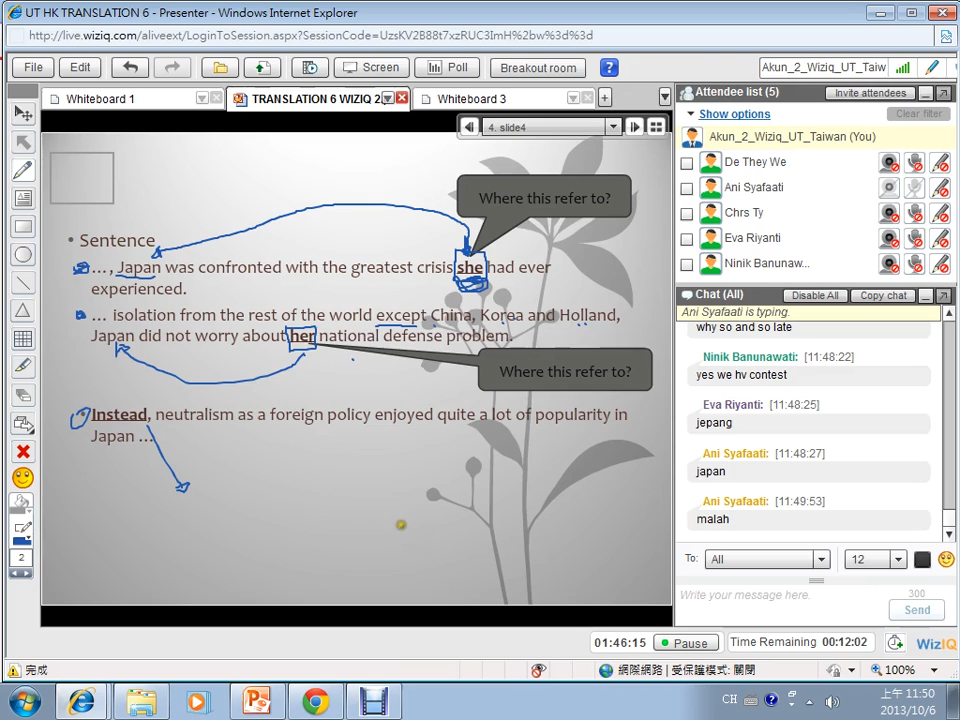 UT HK TRANSLATION 6 - Presenter - Windows Internet Explorer
http://live.wiziq.com/aliveext/LoginToSession.aspx?SessionCode=UzsKV2B88t7xzRUC3ImH%2bw%3d%3d
File Edit Screen Poll Breakout room ? Akun_2_Wiziq_UT_Taiw
Whiteboard 1 TRANSLATION 6 WIZIQ 2 Whiteboard 3 +
4. slide4
Where this refer to?
• Sentence
…, Japan was confronted with the greatest crisis she had ever
experienced.
… isolation from the rest of the world except China, Korea and Holland,
Japan did not worry about her national defense problem.
Where this refer to?
Instead, neutralism as a foreign policy enjoyed quite a lot of popularity in
Japan …
2
Attendee list (5) Invite attendees
Show options Clear filter
Akun_2_Wiziq_UT_Taiwan (You)
De They We
Ani Syafaati
Chrs Ty
Eva Riyanti
Ninik Banunaw...
Chat (All) Disable All Copy chat
Ani Syafaati is typing.
why so and so late
Ninik Banunawati: [11:48:22]
yes we hv contest
Eva Riyanti: [11:48:25]
jepang
Ani Syafaati: [11:48:27]
japan
Ani Syafaati: [11:49:53]
malah
To: All 12
Write your message here. 300
Send
01:46:15 Pause Time Remaining 00:12:02 WizIQ
完成 網際網路 | 受保護模式: 關閉 100%
CH ? 上午 11:50
2013/10/6